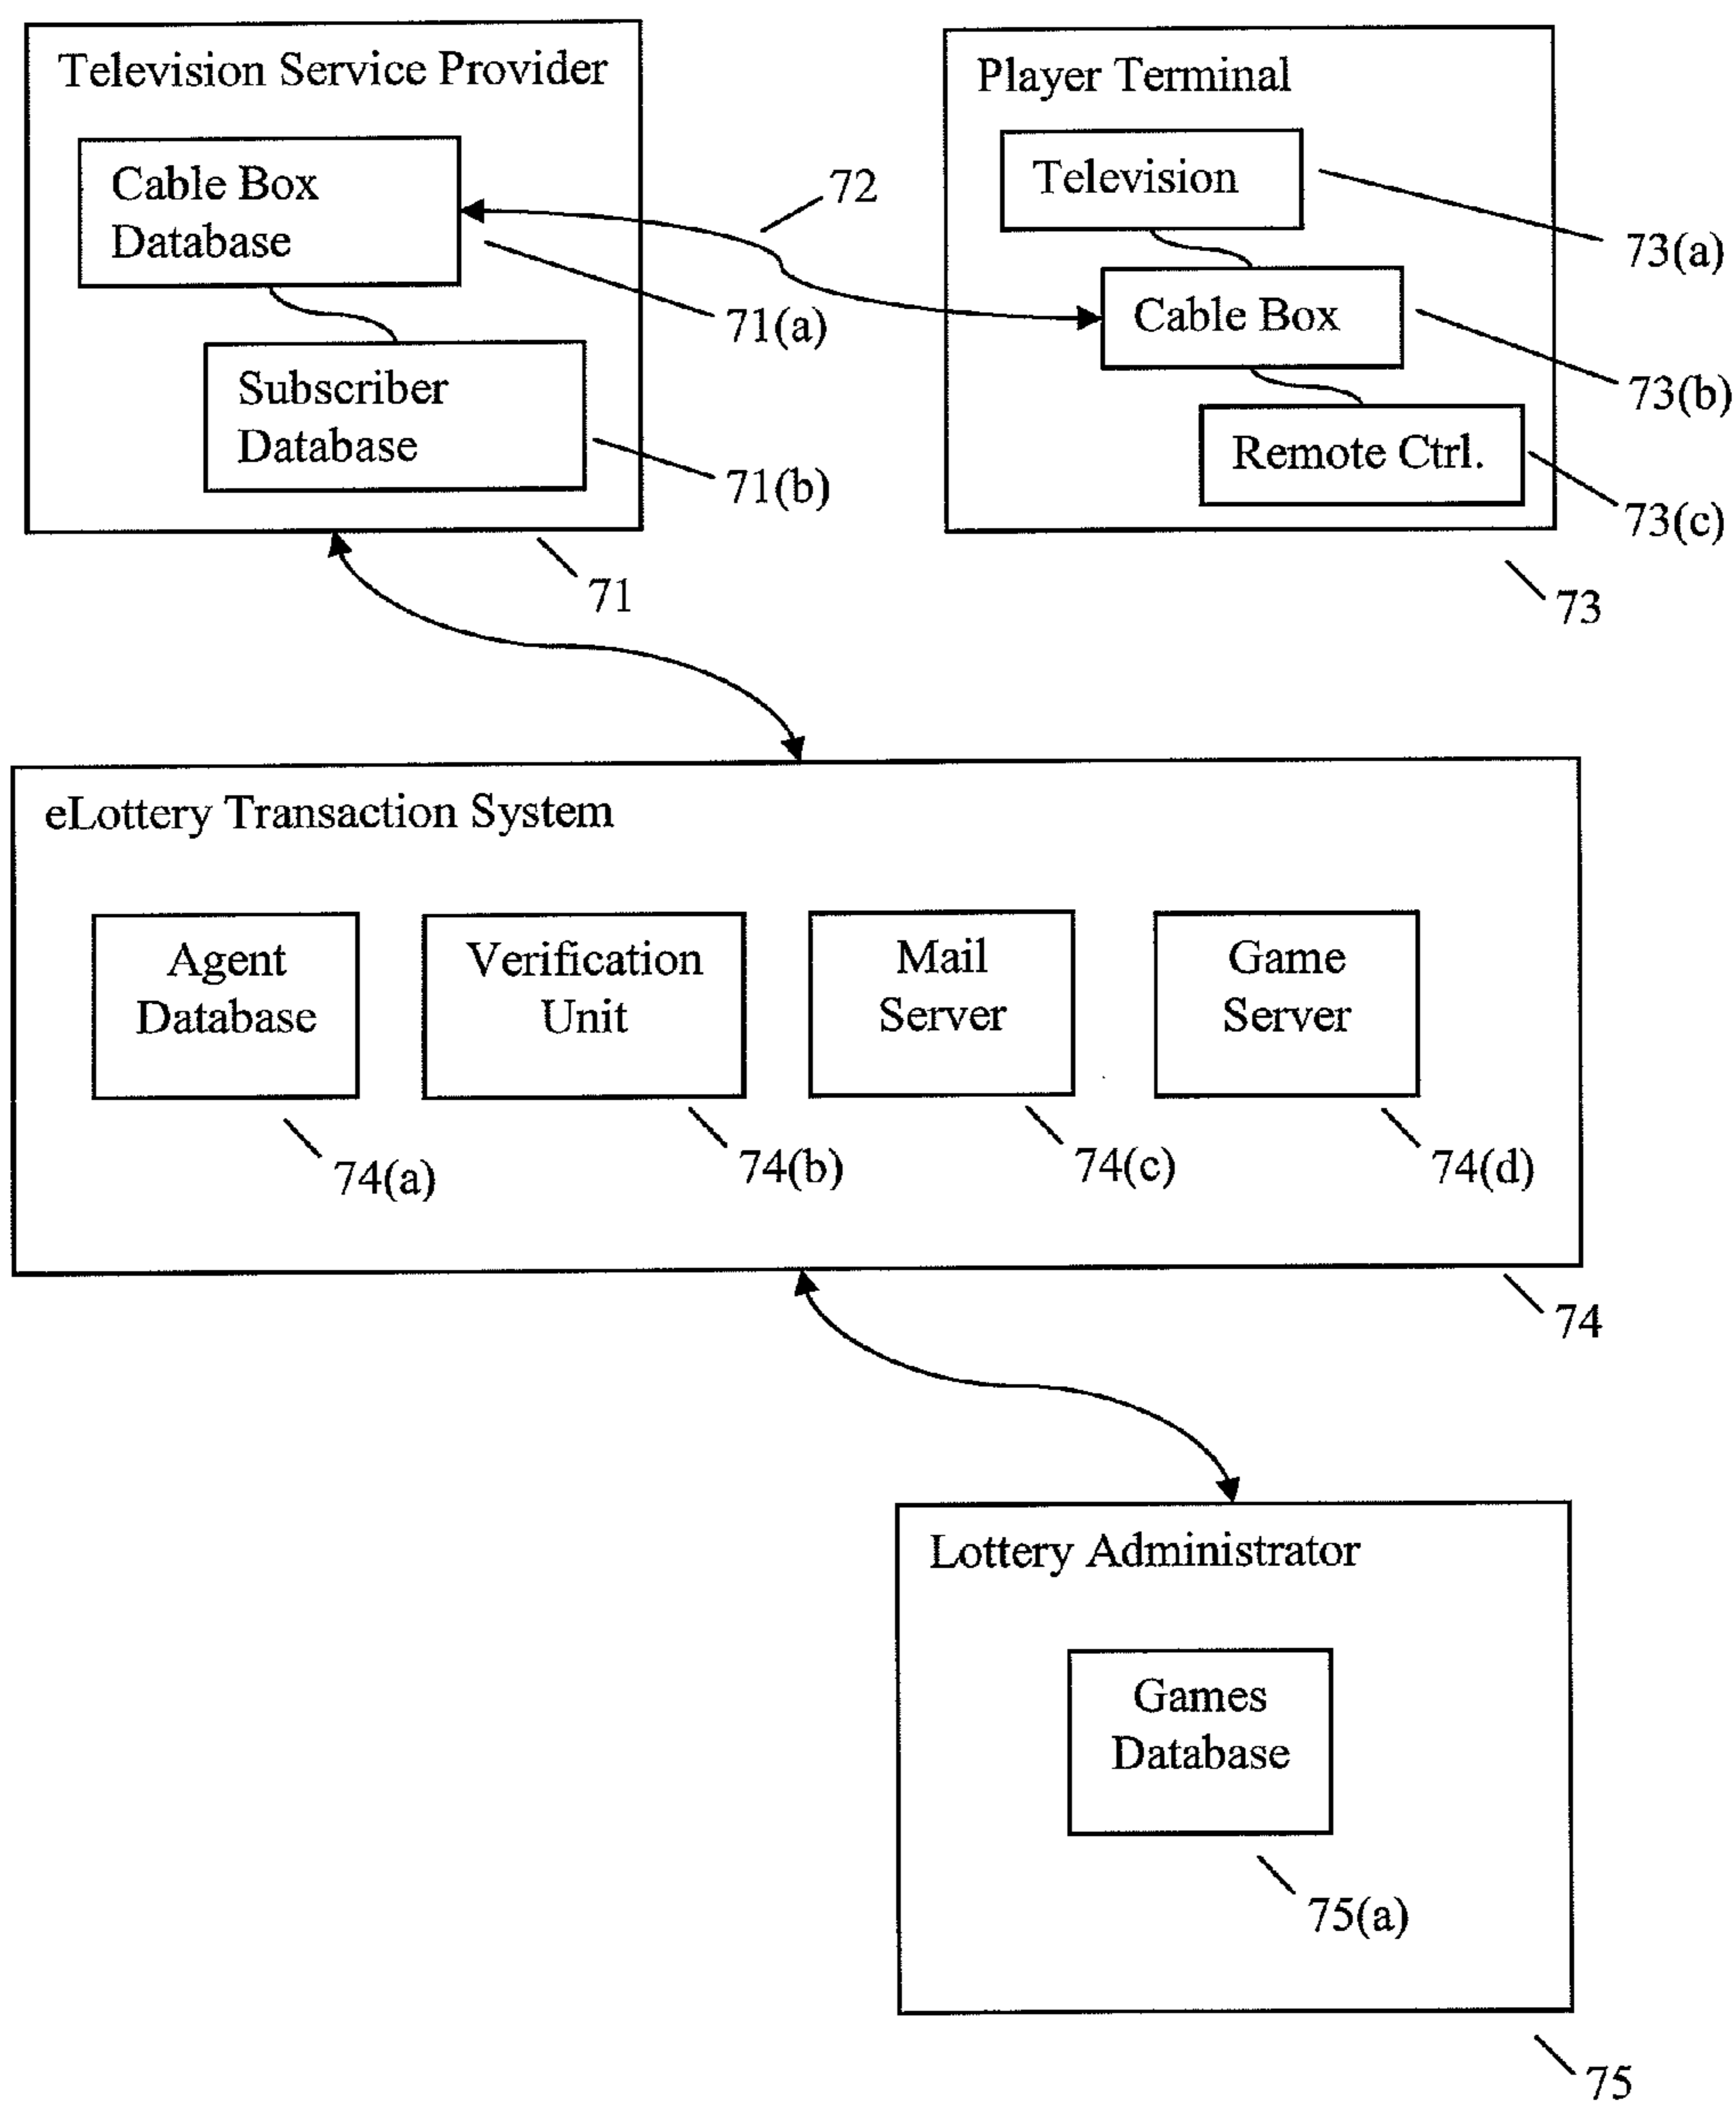 Television Service Provider
Cable Box
Database
71(a)
Subscriber
Database
71(b)
71
72
Player Terminal
Television
73(a)
Cable Box
73(b)
Remote Ctrl.
73(c)
73
eLottery Transaction System
Agent
Database
74(a)
Verification
Unit
74(b)
Mail
Server
74(c)
Game
Server
74(d)
74
Lottery Administrator
Games
Database
75(a)
75